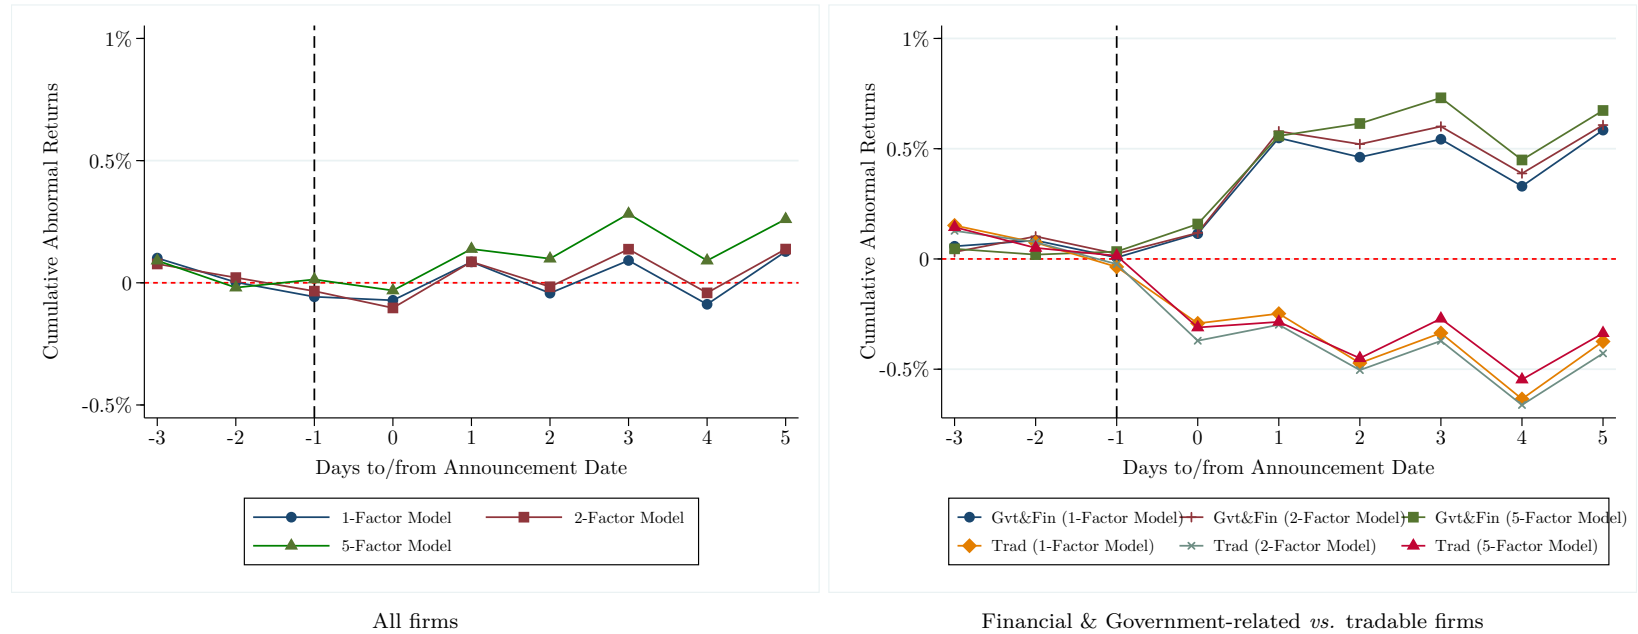 1%
0.5%
0
-0.5%
Cumulative Abnormal Returns
-3 -2 -1 0 1 2 3 4 5
Days to/from Announcement Date
1-Factor Model 2-Factor Model
5-Factor Model
All firms
1%
0.5%
0
-0.5%
Cumulative Abnormal Returns
-3 -2 -1 0 1 2 3 4 5
Days to/from Announcement Date
Gvt&Fin (1-Factor Model) Gvt&Fin (2-Factor Model) Gvt&Fin (5-Factor Model)
Trad (1-Factor Model) Trad (2-Factor Model) Trad (5-Factor Model)
Financial & Government-related vs. tradable firms